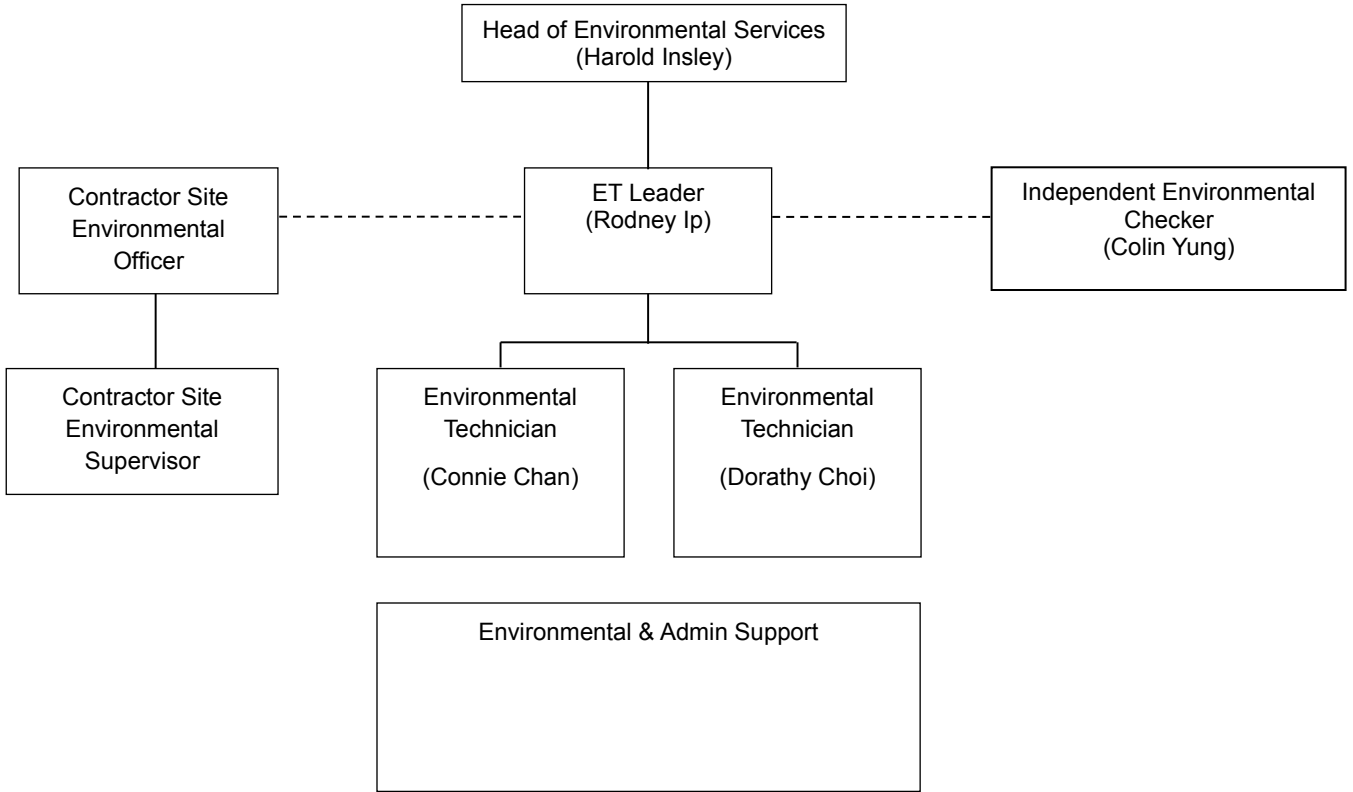 Head of Environmental Services
(Harold Insley)
Contractor Site
Environmental
Officer
ET Leader
(Rodney Ip)
Independent Environmental
Checker
(Colin Yung)
Contractor Site
Environmental
Supervisor
Environmental
Technician
(Connie Chan)
Environmental
Technician
(Dorathy Choi)
Environmental & Admin Support